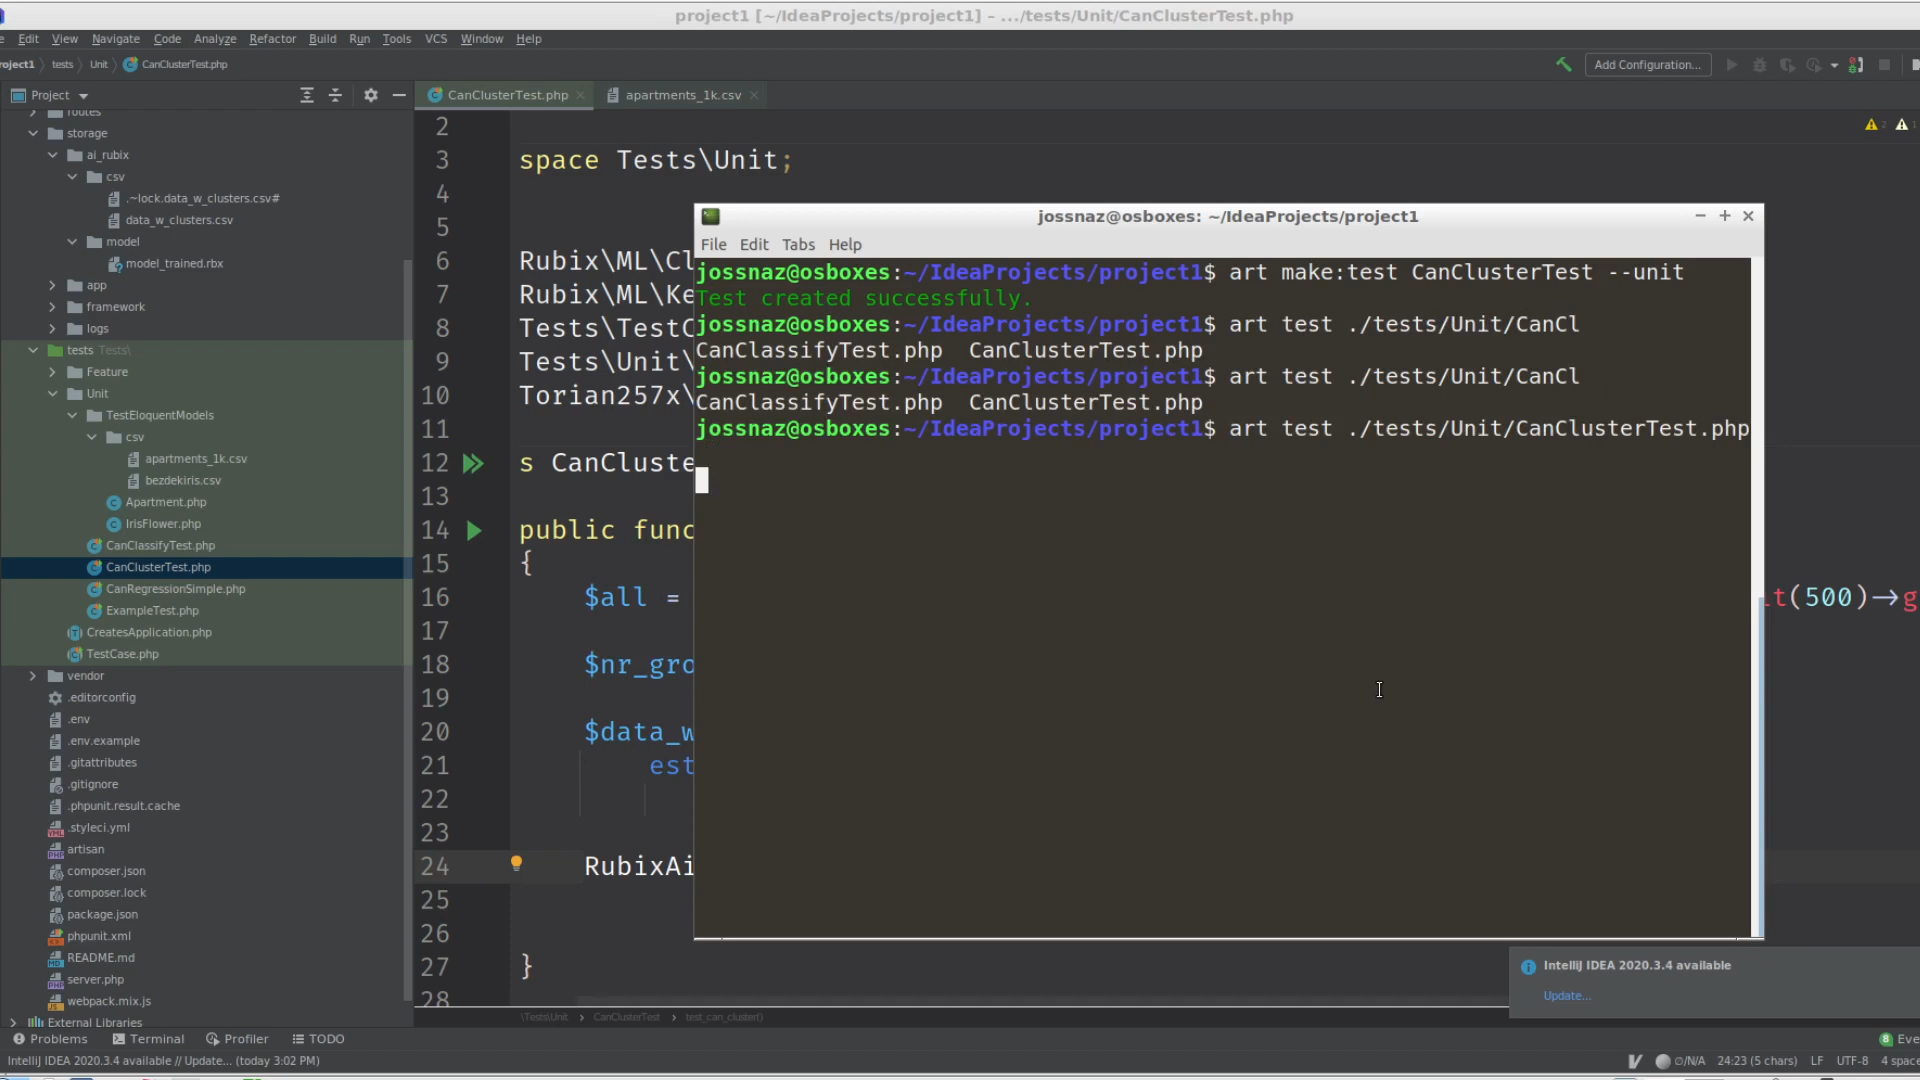 project1 [~/IdeaProjects/project1] – .../tests/Unit/CanClusterTest.php
Edit View Navigate Code Analyze Refactor Build Run Tools VCS Window Help
roject1 tests Unit CanClusterTest.php
Add Configuration...
Project
CanClusterTest.php
apartments_1k.csv
routes
storage
ai_rubix
csv
.~lock.data_w_clusters.csv#
data_w_clusters.csv
model
model_trained.rbx
app
framework
logs
tests Tests\
Feature
Unit
TestEloquentModels
csv
apartments_1k.csv
bezdekiris.csv
Apartment.php
IrisFlower.php
CanClassifyTest.php
CanClusterTest.php
CanRegressionSimple.php
ExampleTest.php
CreatesApplication.php
TestCase.php
vendor
.editorconfig
.env
.env.example
.gitattributes
.gitignore
.phpunit.result.cache
.styleci.yml
artisan
composer.json
composer.lock
package.json
phpunit.xml
README.md
server.php
webpack.mix.js
External Libraries
2
3 space Tests\Unit;
4
5
6 Rubix\ML\Cl
7 Rubix\ML\Ke
8 Tests\TestC
9 Tests\Unit\
10 Torian257x\
11
12 s CanCluste
13
14 public func
15 {
16 $all = it(500)->g
17
18 $nr_gro
19
20 $data_w
21 est
22
23
24 RubixAi
25
26
27 }
28
jossnaz@osboxes: ~/IdeaProjects/project1
File Edit Tabs Help
jossnaz@osboxes:~/IdeaProjects/project1$ art make:test CanClusterTest --unit
Test created successfully.
jossnaz@osboxes:~/IdeaProjects/project1$ art test ./tests/Unit/CanCl
CanClassifyTest.php CanClusterTest.php
jossnaz@osboxes:~/IdeaProjects/project1$ art test ./tests/Unit/CanCl
CanClassifyTest.php CanClusterTest.php
jossnaz@osboxes:~/IdeaProjects/project1$ art test ./tests/Unit/CanClusterTest.php
IntelliJ IDEA 2020.3.4 available
Update...
\Tests\Unit CanClusterTest test_can_cluster()
Problems Terminal Profiler TODO
8 Eve
IntelliJ IDEA 2020.3.4 available // Update... (today 3:02 PM)
∅/N/A 24:23 (5 chars) LF UTF-8 4 space